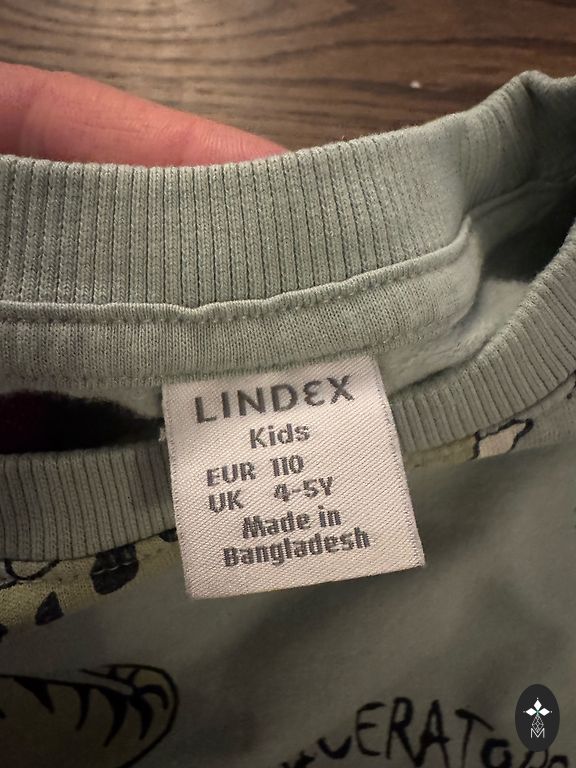 LINDEX
Kids
EUR 110
UK 4-5Y
Made in
Bangladesh